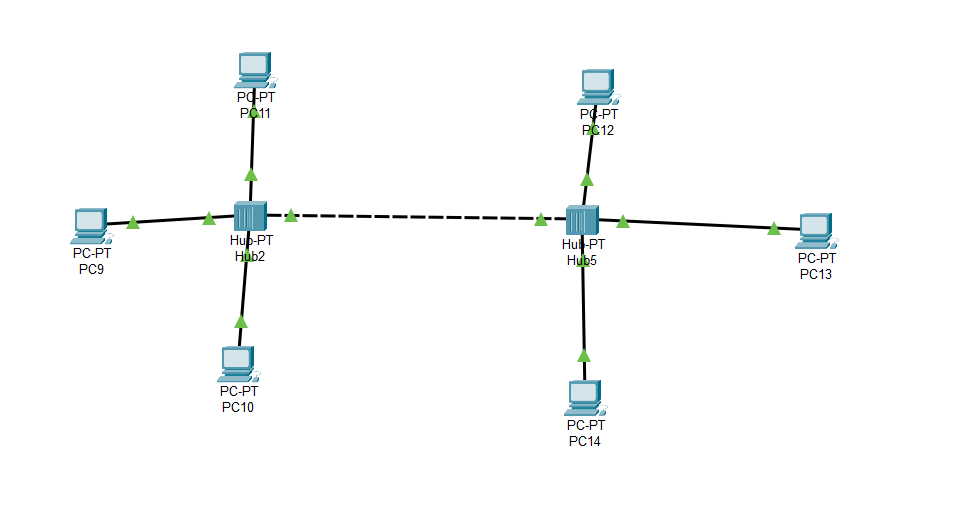 PC-PT
PC11
PC-PT
PC12
PC-PT
PC9
Hub-PT
Hub2
Hub-PT
Hub5
PC-PT
PC13
PC-PT
PC10
PC-PT
PC14